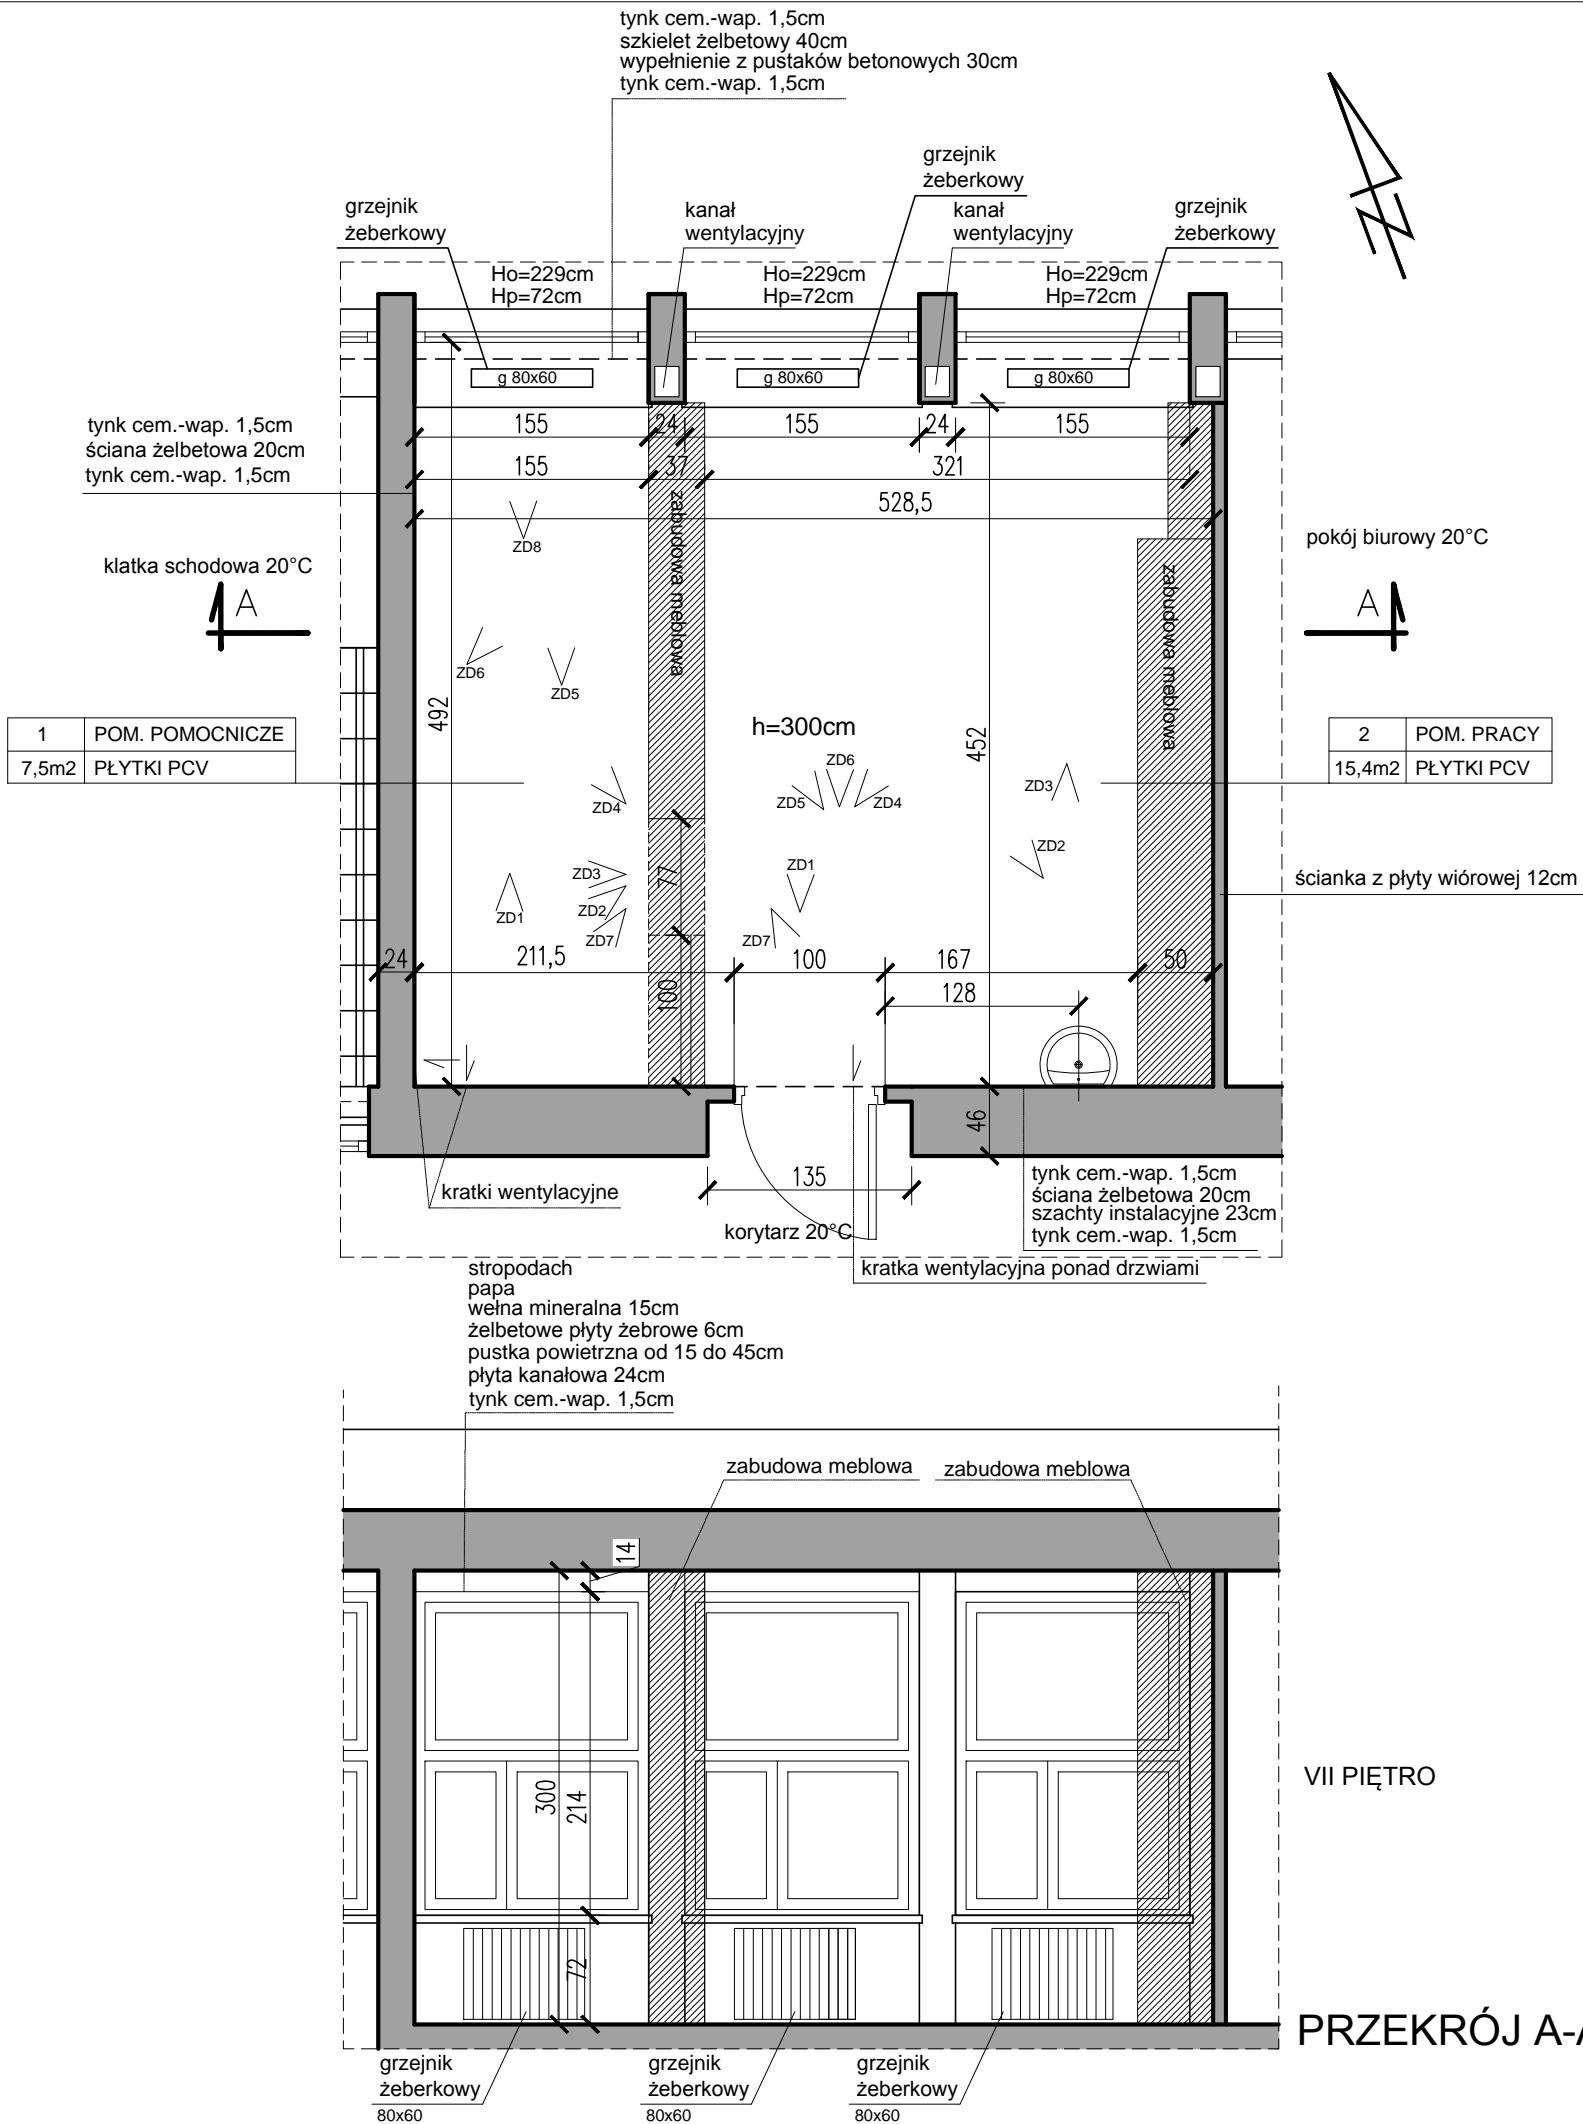 tynk cem.-wap. 1,5cm
szkielet żelbetowy 40cm
wypełnienie z pustaków betonowych 30cm
tynk cem.-wap. 1,5cm
grzejnik
żeberkowy
grzejnik
żeberkowy
kanał
wentylacyjny
kanał
wentylacyjny
grzejnik
żeberkowy
N
Ho=229cm
Hp=72cm
Ho=229cm
Hp=72cm
Ho=229cm
Hp=72cm
g 80x60
g 80x60
g 80x60
tynk cem.-wap. 1,5cm
ściana żelbetowa 20cm
tynk cem.-wap. 1,5cm
155
24
155
24
155
155
37
321
528,5
ZD8
klatka schodowa 20°C
A
pokój biurowy 20°C
A
zabudowa meblowa
zabudowa meblowa
ZD6
ZD5
492
h=300cm
452
1 POM. POMOCNICZE
7,5m2 PŁYTKI PCV
2 POM. PRACY
15,4m2 PŁYTKI PCV
ZD4
ZD6
ZD5
ZD4
ZD3
ZD2
ZD3
ZD1
ZD2
ZD7
77
ZD1
ZD7
ścianka z płyty wiórowej 12cm
24
211,5
100
167
50
100
128
46
135
kratki wentylacyjne
korytarz 20°C
tynk cem.-wap. 1,5cm
ściana żelbetowa 20cm
szachty instalacyjne 23cm
tynk cem.-wap. 1,5cm
kratka wentylacyjna ponad drzwiami
stropodach
papa
wełna mineralna 15cm
żelbetowe płyty żebrowe 6cm
pustka powietrzna od 15 do 45cm
płyta kanałowa 24cm
tynk cem.-wap. 1,5cm
zabudowa meblowa
zabudowa meblowa
14
300
214
72
VII PIĘTRO
PRZEKRÓJ A-A
grzejnik
żeberkowy
80x60
grzejnik
żeberkowy
80x60
grzejnik
żeberkowy
80x60